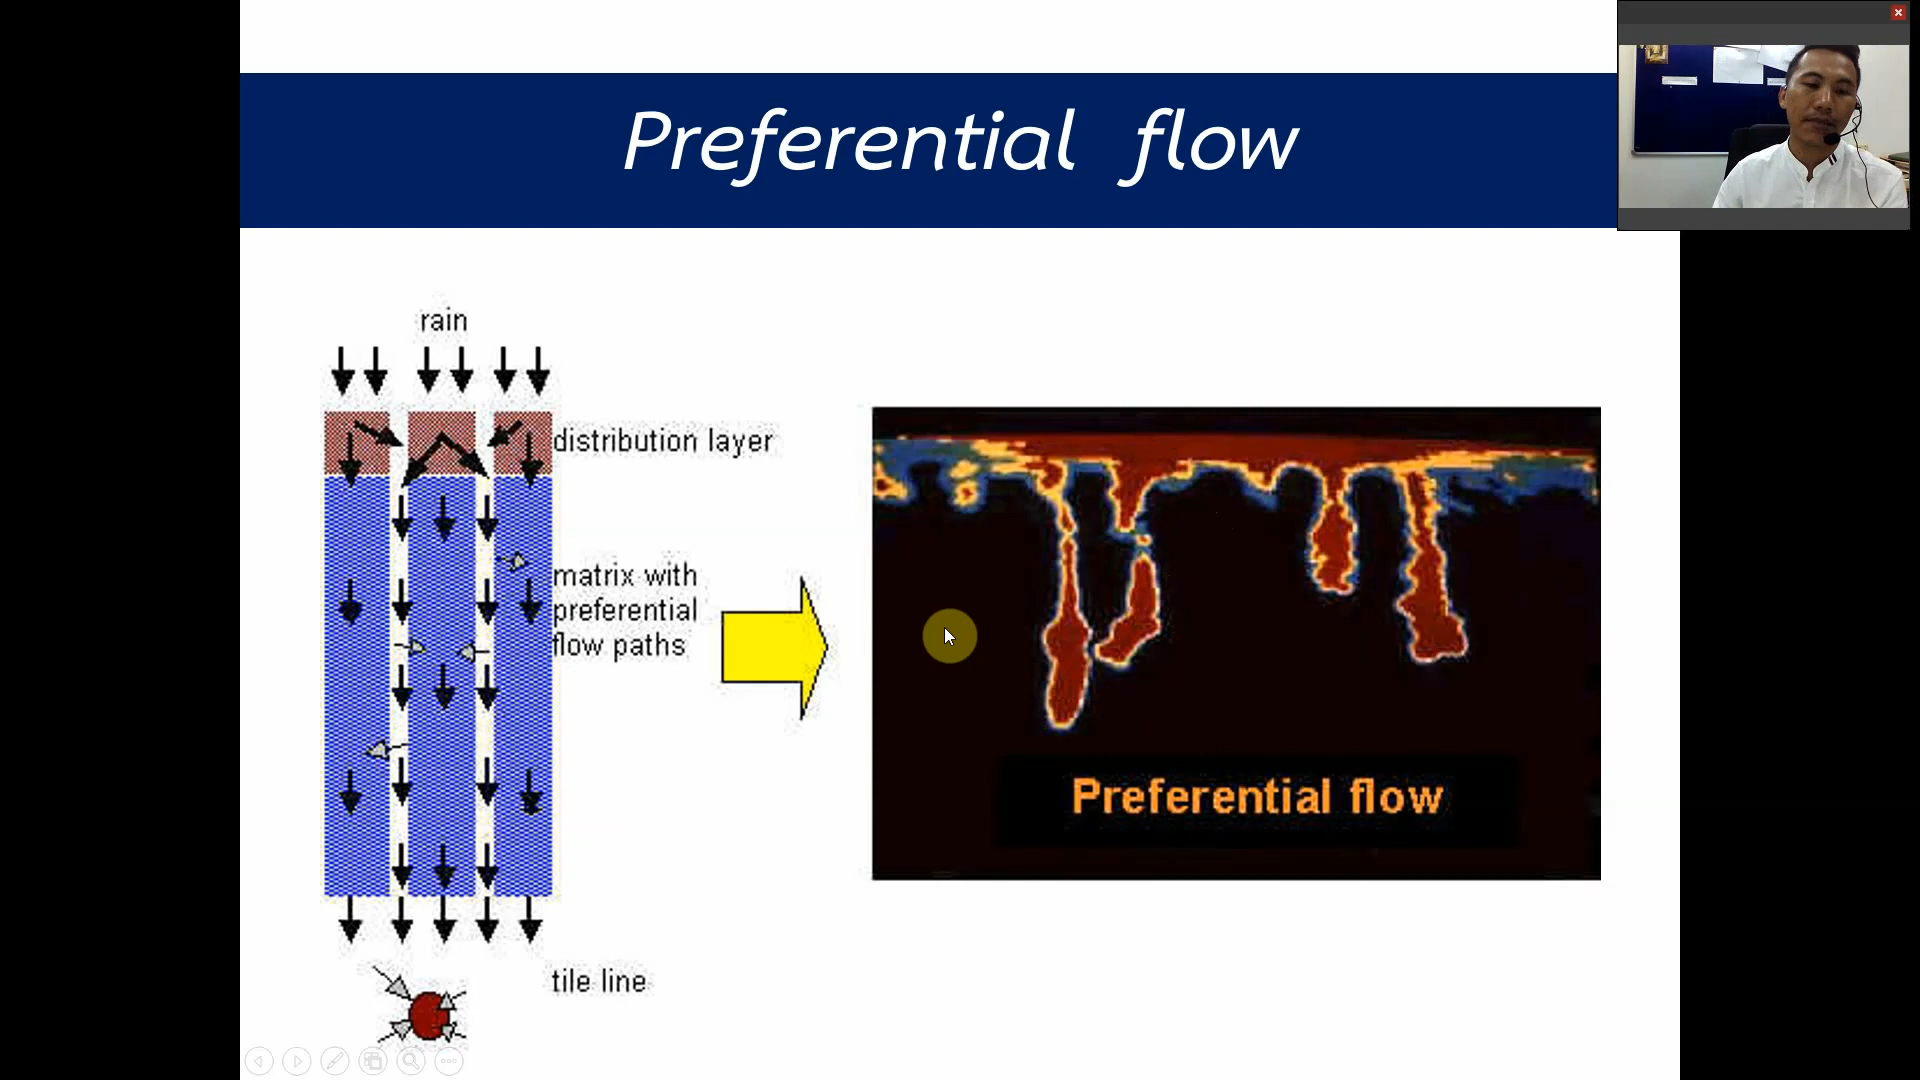 Preferential flow
rain
distribution layer
matrix with
preferential
flow paths
tile line
Preferential flow